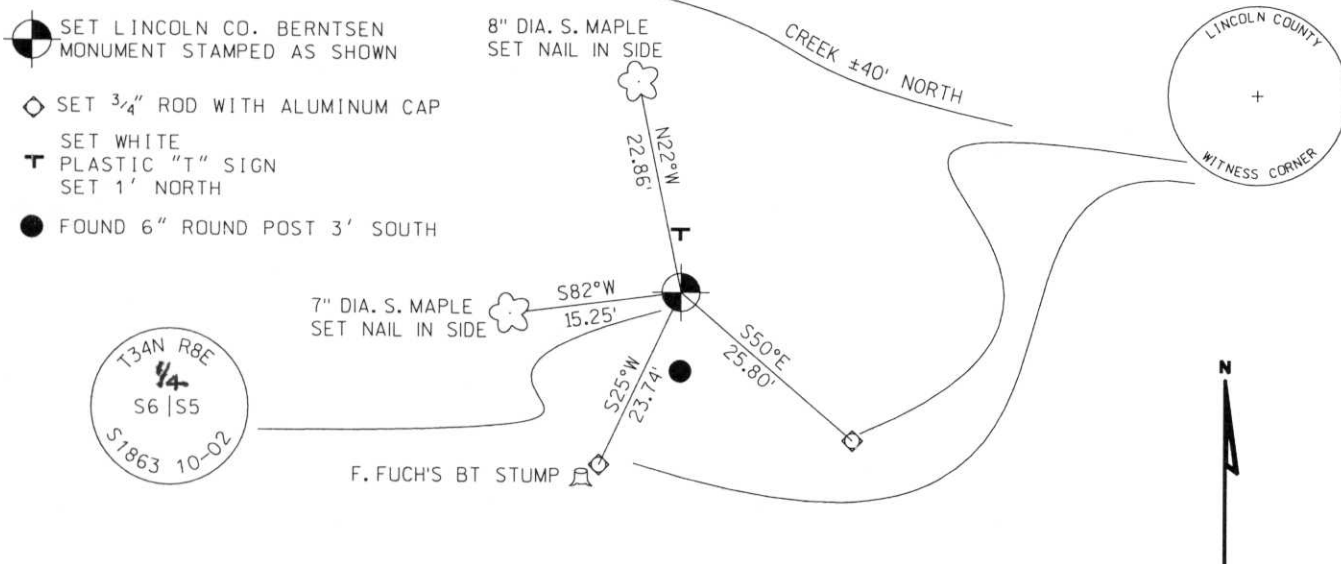 SET LINCOLN CO. BERNTSEN
MONUMENT STAMPED AS SHOWN
SET 3/4" ROD WITH ALUMINUM CAP
SET WHITE
PLASTIC "T" SIGN
SET 1' NORTH
FOUND 6" ROUND POST 3' SOUTH
8" DIA. S. MAPLE
SET NAIL IN SIDE
CREEK ±40' NORTH
LINCOLN COUNTY
WITNESS CORNER
N22°W
22.86'
7" DIA. S. MAPLE
SET NAIL IN SIDE
S82°W
15.25'
S50°E
25.80'
S25°W
23.74'
T34N R8E
1/4
S6 | S5
S1863 10-02
F. FUCH'S BT STUMP
N